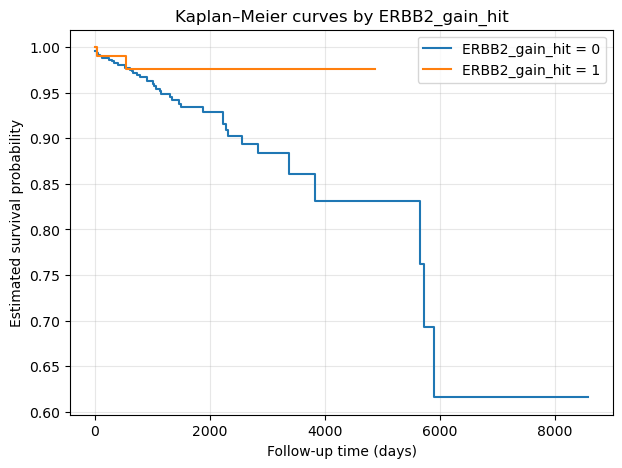 Kaplan–Meier curves by ERBB2_gain_hit
ERBB2_gain_hit = 0
ERBB2_gain_hit = 1
Estimated survival probability
1.00
0.95
0.90
0.85
0.80
0.75
0.70
0.65
0.60
0 2000 4000 6000 8000
Follow-up time (days)